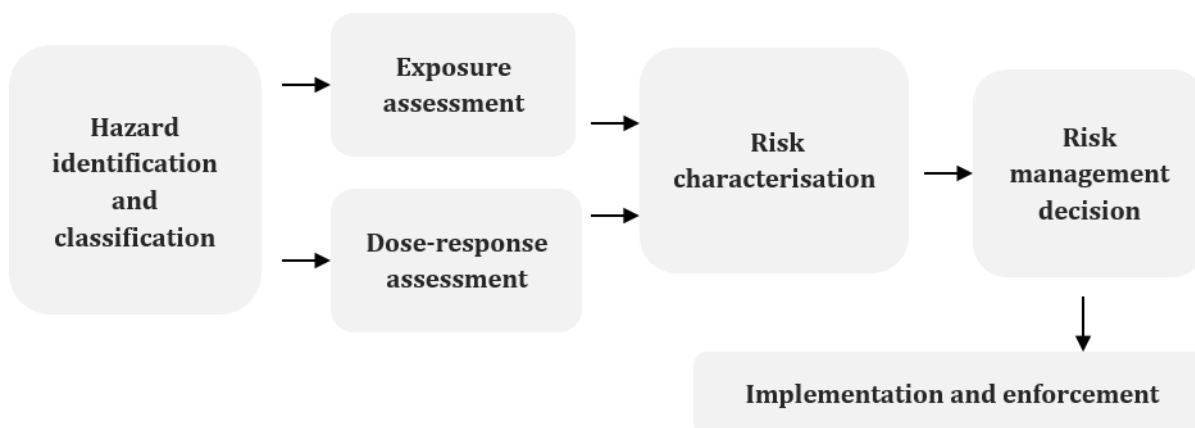 Hazard
identification
and
classification
Exposure
assessment
Dose-response
assessment
Risk
characterisation
Risk
management
decision
Implementation and enforcement